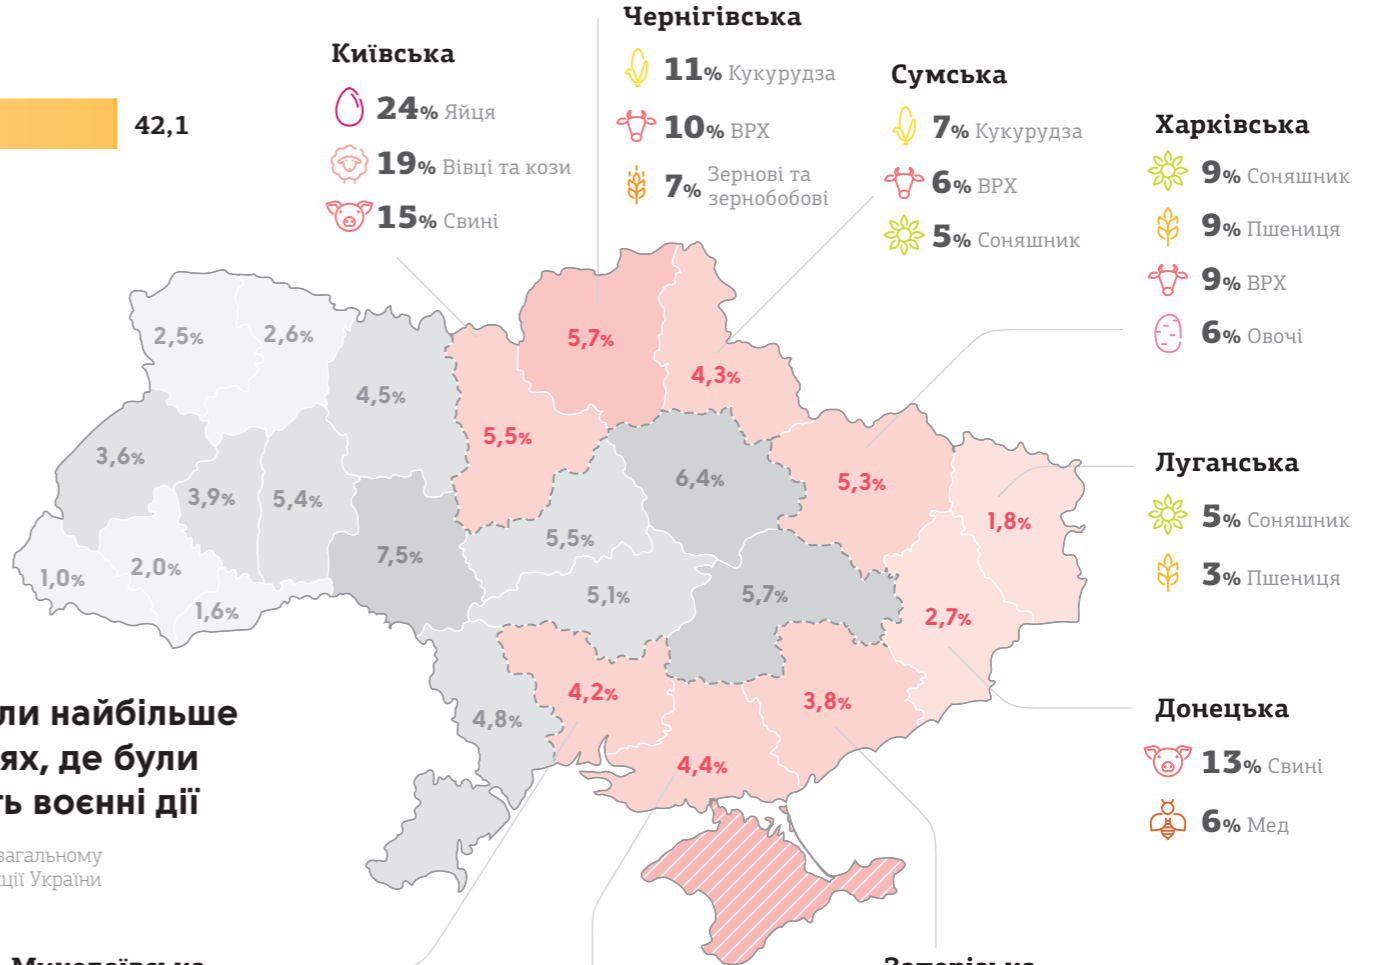 42,1
Київська
24% Яйця
19% Вівці та кози
15% Свині
Чернігівська
11% Кукурудза
10% ВРХ
7% Зернові та
зернобобові
Сумська
7% Кукурудза
6% ВРХ
5% Соняшник
Харківська
9% Соняшник
9% Пшениця
9% ВРХ
6% Овочі
Луганська
5% Соняшник
3% Пшениця
Донецька
13% Свині
6% Мед
2,5%
2,6%
4,5%
5,5%
5,7%
4,3%
3,6%
3,9%
5,4%
7,5%
5,5%
6,4%
5,3%
1,8%
1,0%
2,0%
1,6%
5,1%
5,7%
2,7%
4,8%
4,2%
4,4%
3,8%
ли найбільше
ях, де були
ть воєнні дії
загальному
ції України
Миколаївська
Запорізька